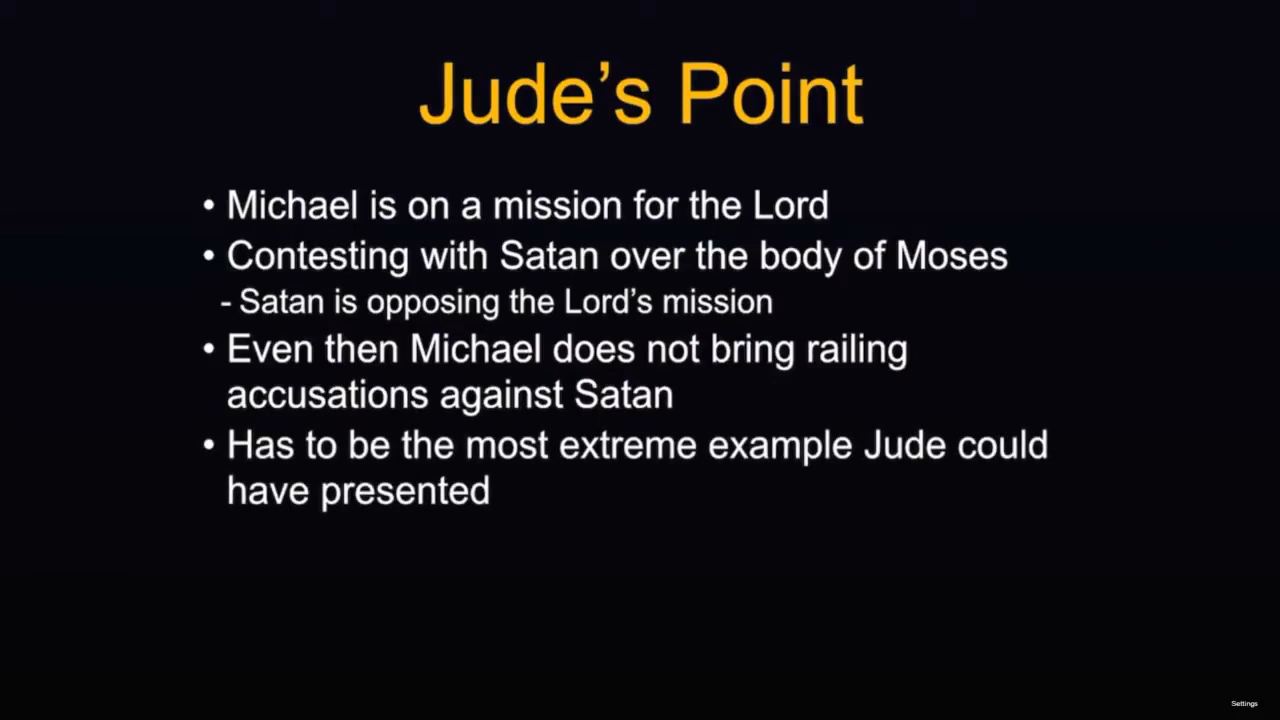 Jude’s Point
• Michael is on a mission for the Lord
• Contesting with Satan over the body of Moses
- Satan is opposing the Lord’s mission
• Even then Michael does not bring railing
accusations against Satan
• Has to be the most extreme example Jude could
have presented
Settings